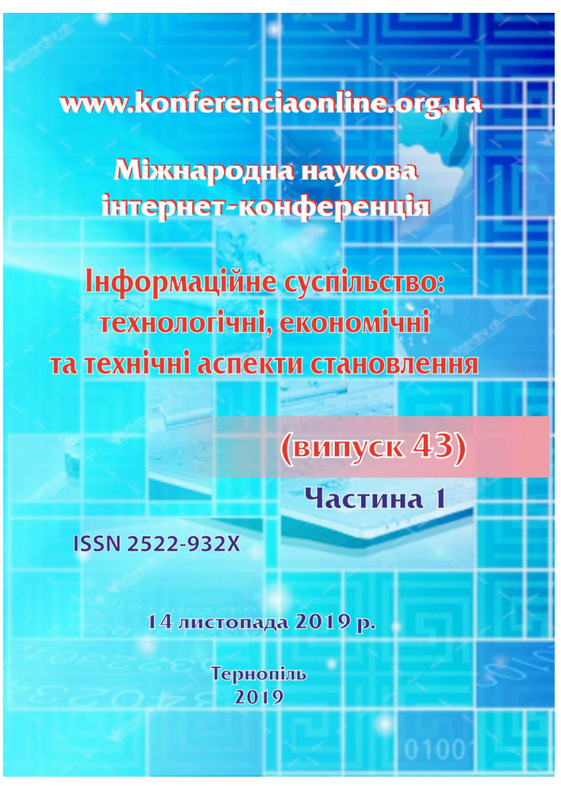 www.konferenciaonline.org.ua
Міжнародна наукова
інтернет-конференція
Інформаційне суспільство:
технологічні, економічні
та технічні аспекти становлення
(випуск 43)
Частина 1
ISSN 2522-932X
14 листопада 2019 р.
Тернопіль
2019
0100